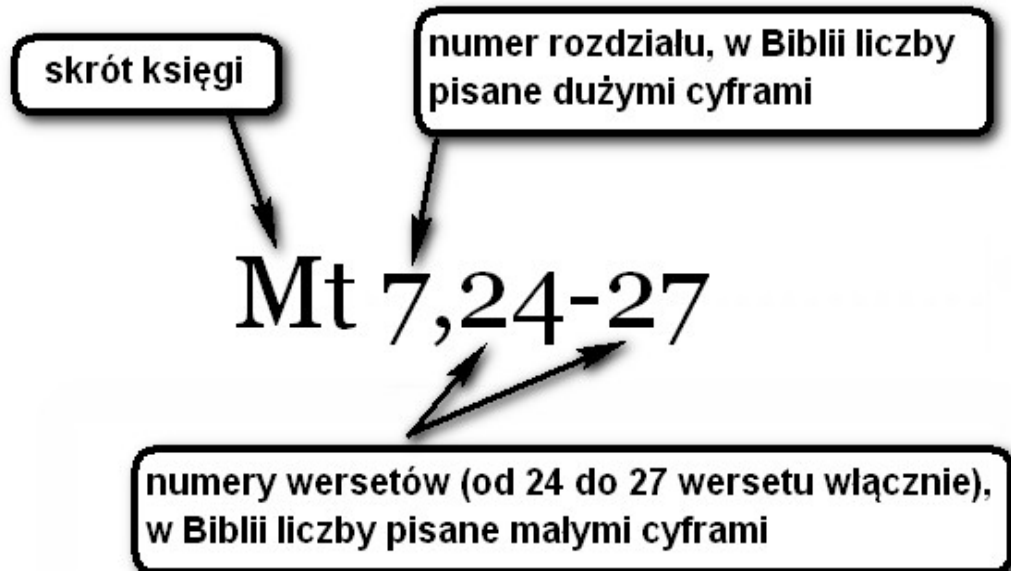 skrót księgi
numer rozdziału, w Biblii liczby
pisane dużymi cyframi
Mt 7,24-27
numery wersetów (od 24 do 27 wersetu włącznie),
w Biblii liczby pisane małymi cyframi